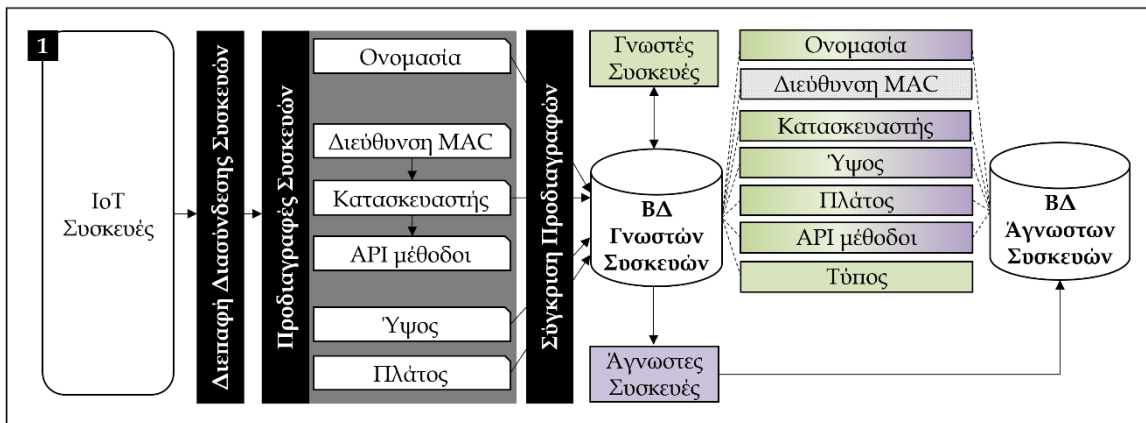 1
IoT
Συσκευές
Διεπαφή Διασύνδεσης Συσκευών
Προδιαγραφές Συσκευών
Ονομασία
Διεύθυνση MAC
Κατασκευαστής
API μέθοδοι
Ύψος
Πλάτος
Σύγκριση Προδιαγραφών
Γνωστές
Συσκευές
ΒΔ
Γνωστών
Συσκευών
Άγνωστες
Συσκευές
Ονομασία
Διεύθυνση MAC
Κατασκευαστής
Ύψος
Πλάτος
API μέθοδοι
Τύπος
ΒΔ
Άγνωστων
Συσκευών